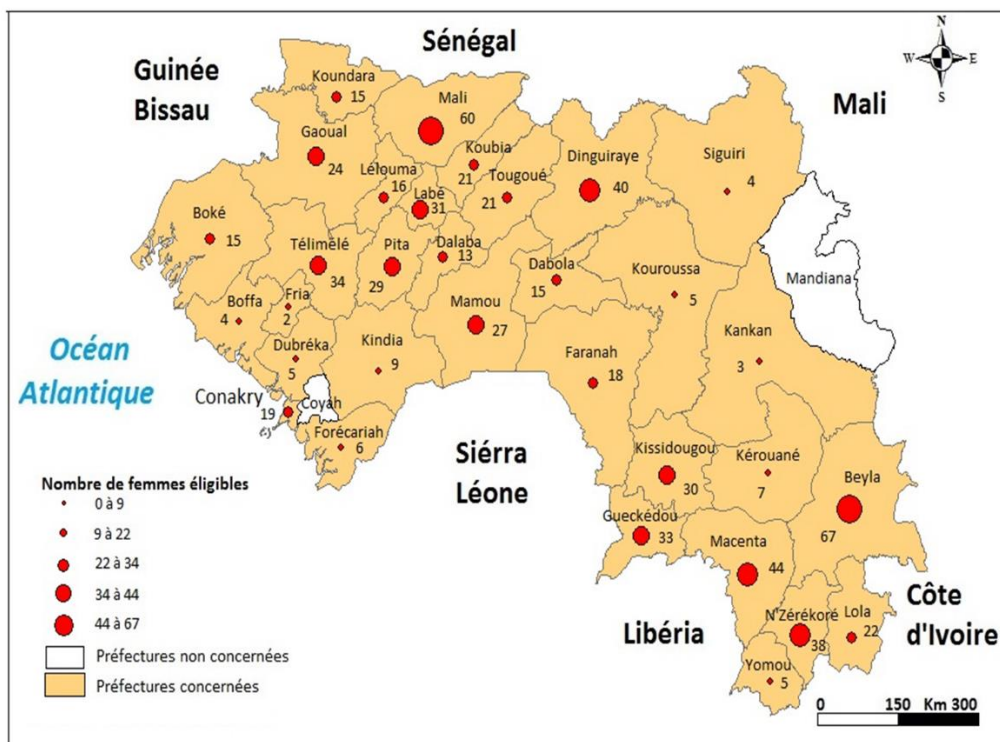 Sénégal
Guinée
Bissau
Mali
N
W
E
S
Koundara
15
Mali
60
Gaoual
24
Koubia
21
Lélouma
16
Labé
31
Tougoué
21
Dinguiraye
40
Siguiri
4
Boké
15
Télimélé
34
Pita
29
Dalaba
13
Dabola
15
Kouroussa
5
Mandiana
Boffa
4
Fria
2
Mamou
27
Kankan
3
Océan
Atlantique
Dubréka
5
Kindia
9
Faranah
18
Conakry
19
Coyah
Forécariah
6
Siérra
Léone
Kissidougou
30
Kérouané
7
Beyla
67
Gueckédou
33
Macenta
44
N'Zérékoré
38
Lola
22
Yomou
5
Libéria
Côte
d'Ivoire
Nombre de femmes éligibles
0 à 9
9 à 22
22 à 34
34 à 44
44 à 67
Préfectures non concernées
Préfectures concernées
0 150 Km 300